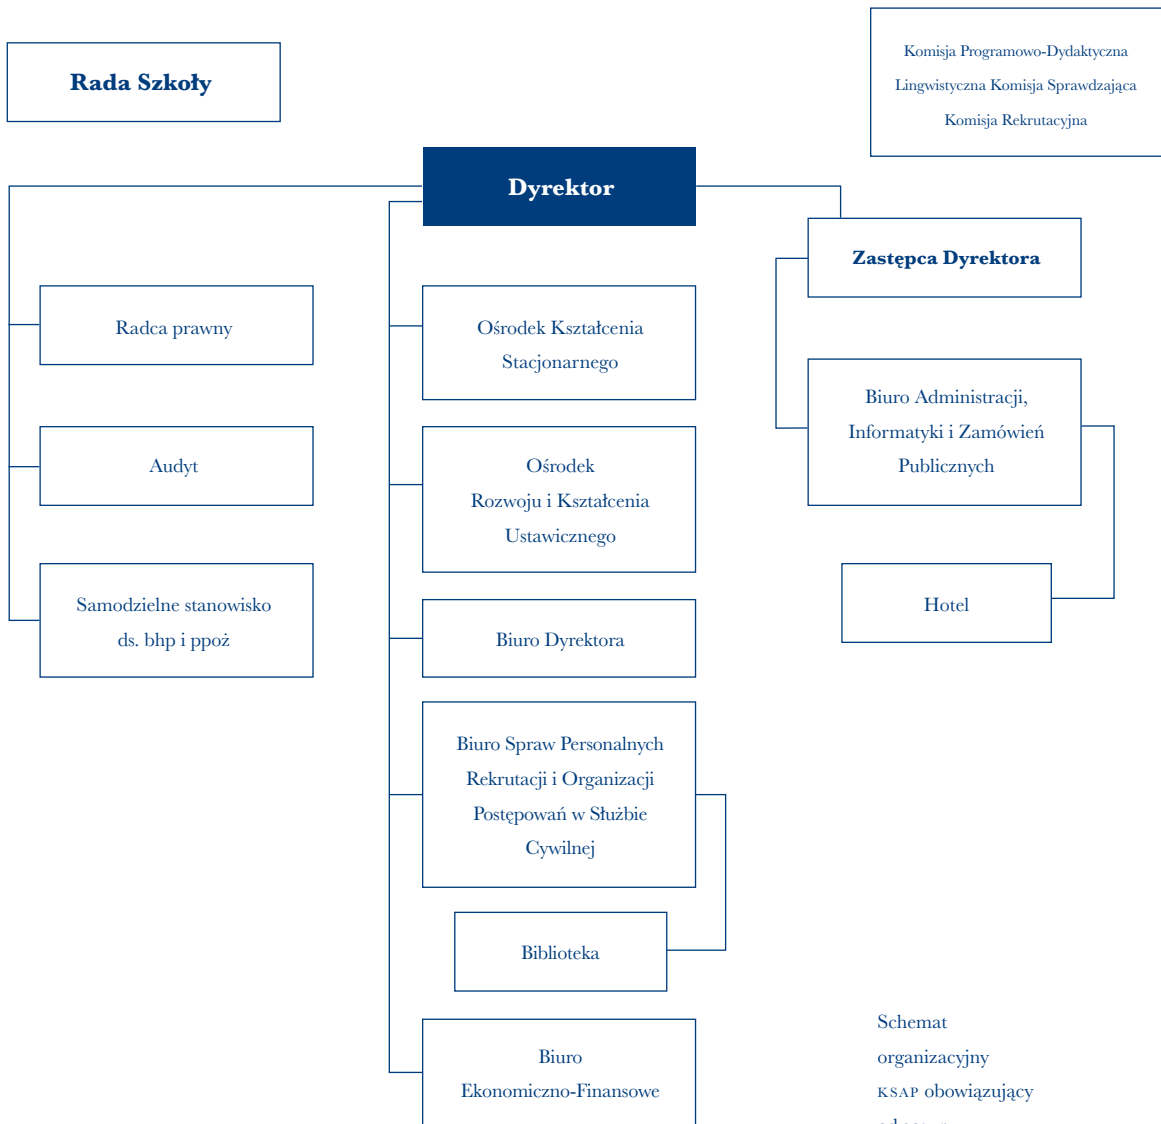 Rada Szkoły
Komisja Programowo-Dydaktyczna
Lingwistyczna Komisja Sprawdzająca
Komisja Rekrutacyjna
Dyrektor
Zastępca Dyrektora
Radca prawny
Audyt
Samodzielne stanowisko
ds. bhp i ppoż
Ośrodek Kształcenia
Stacjonarnego
Ośrodek
Rozwoju i Kształcenia
Ustawicznego
Biuro Dyrektora
Biuro Spraw Personalnych
Rekrutacji i Organizacji
Postępowań w Służbie
Cywilnej
Biblioteka
Biuro
Ekonomiczno-Finansowe
Biuro Administracji,
Informatyki i Zamówień
Publicznych
Hotel
Schemat
organizacyjny
KSAP obowiązujący